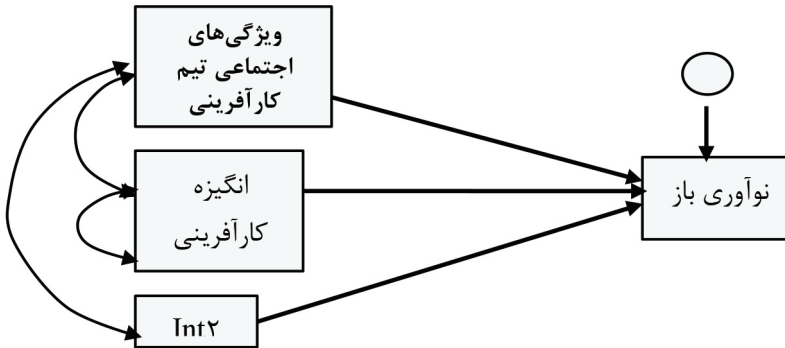 ویژگی‌های
اجتماعی تیم
کارآفرینی
انگیزه
کارآفرینی
نوآوری باز
Int۲